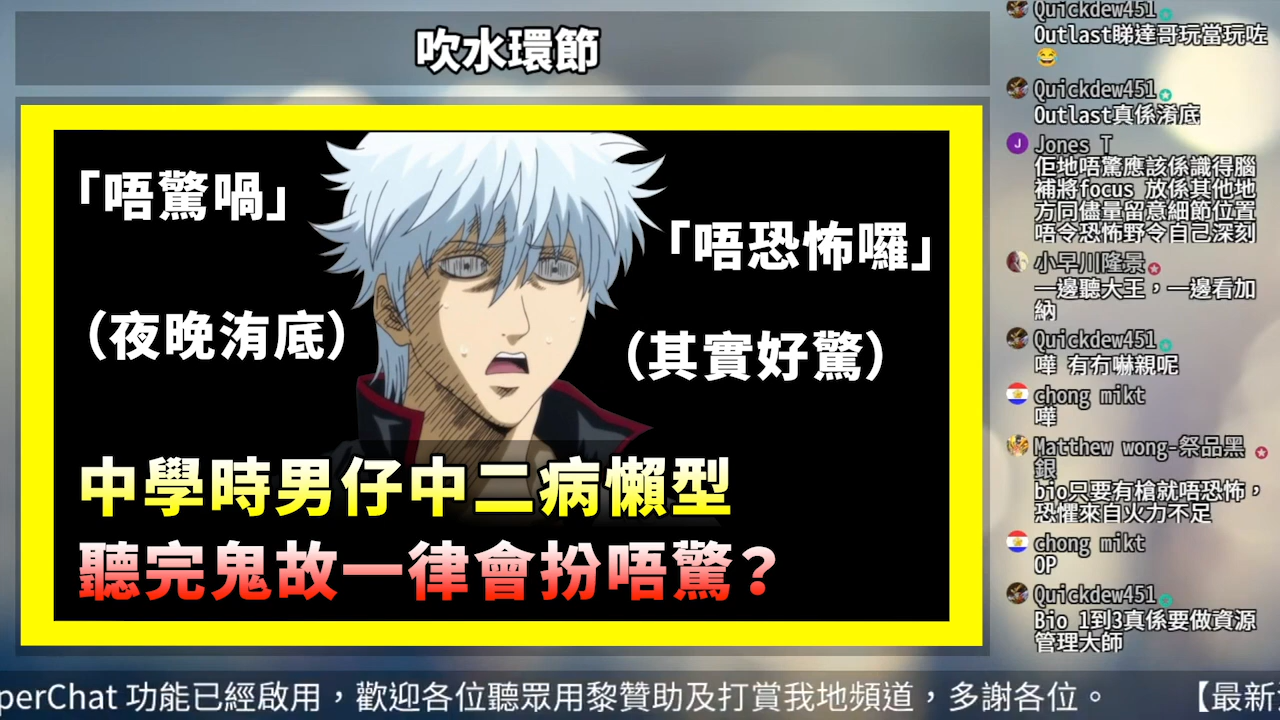 吹水環節
「唔驚喎」
「唔恐怖囉」
（夜晚洧底）
（其實好驚）
中學時男仔中二病懶型
聽完鬼故一律會扮唔驚？
Quickdew451
Outlast睇達哥玩當玩咗
😂
Quickdew451
Outlast真係淆底
J
Jones T
佢地唔驚應該係識得腦
補將focus 放係其他地
方同儘量留意細節位置
唔令恐怖野令自己深刻
小早川隆景
一邊聽大王，一邊看加
納
Quickdew451
嘩 有冇嚇親呢
chong mikt
嘩
Matthew wong-祭品黑
銀
bio只要有槍就唔恐怖，
恐懼來自火力不足
chong mikt
OP
Quickdew451
Bio 1到3真係要做資源
管理大師
perChat 功能已經啟用，歡迎各位聽眾用黎贊助及打賞我地頻道，多謝各位。
【最新